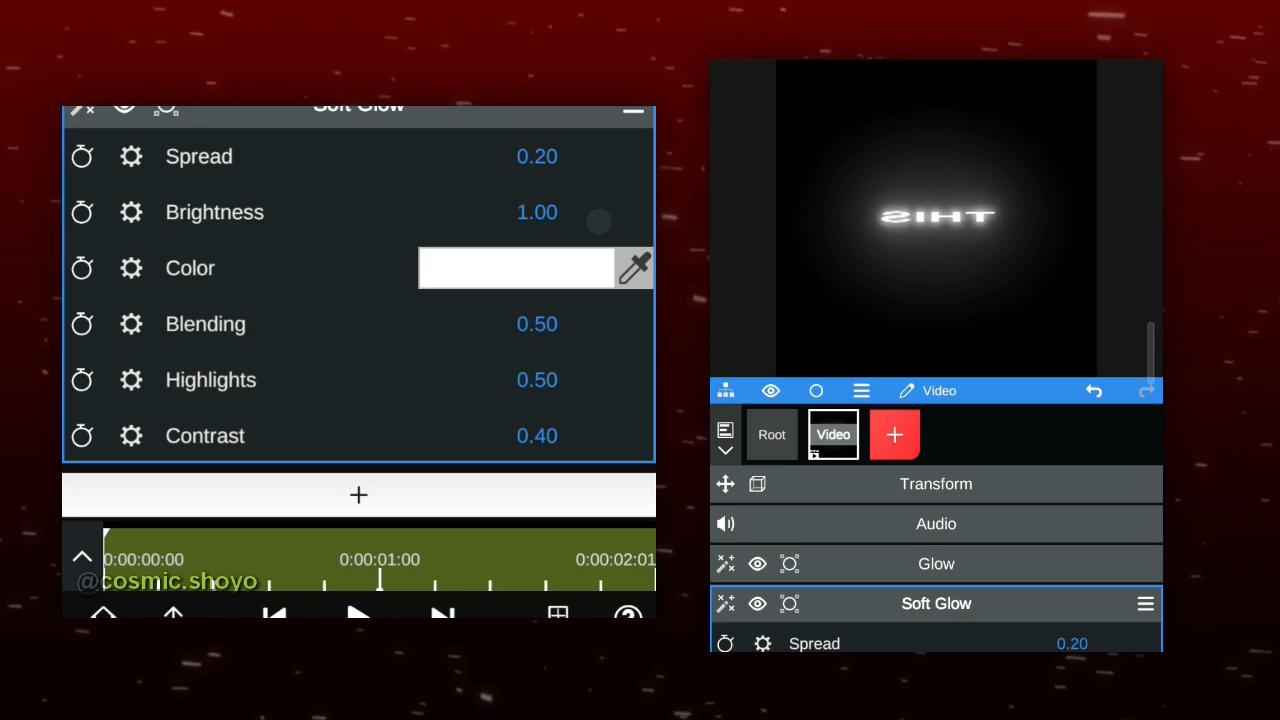 Soft Glow
Spread 0.20
Brightness 1.00
Color
Blending 0.50
Highlights 0.50
Contrast 0.40
+
0:00:00:00 0:00:01:00 0:00:02:01
@cosmic.shoyo
THIS
Video
Root Video +
Transform
Audio
Glow
Soft Glow
Spread 0.20